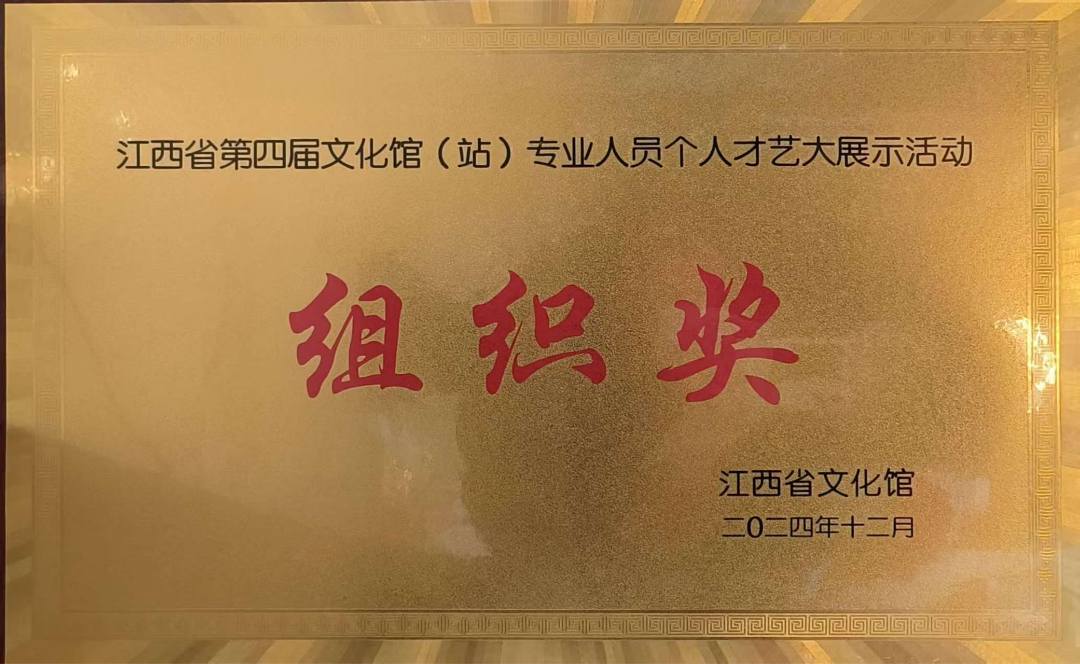 江西省第四届文化馆（站）专业人员个人才艺大展示活动
组织奖
江西省文化馆
二0二四年十二月